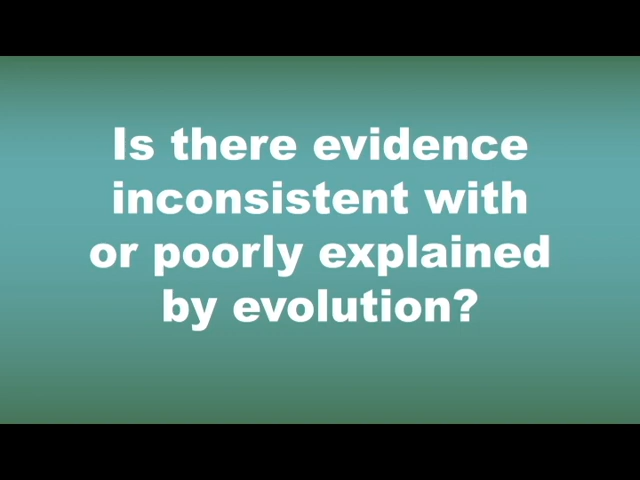 Is there evidence
inconsistent with
or poorly explained
by evolution?